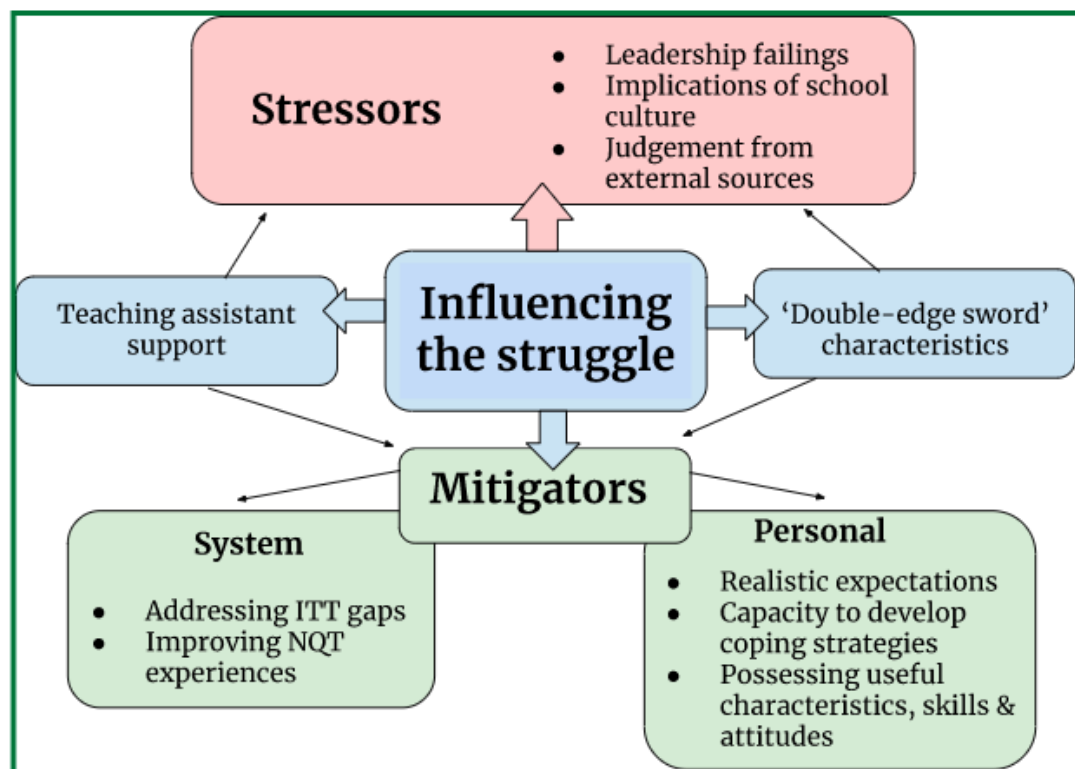 Stressors
● Leadership failings
● Implications of school
culture
● Judgement from
external sources
Teaching assistant
support
Influencing
the struggle
‘Double-edge sword’
characteristics
Mitigators
System
● Addressing ITT gaps
● Improving NQT
experiences
Personal
● Realistic expectations
● Capacity to develop
coping strategies
● Possessing useful
characteristics, skills &
attitudes